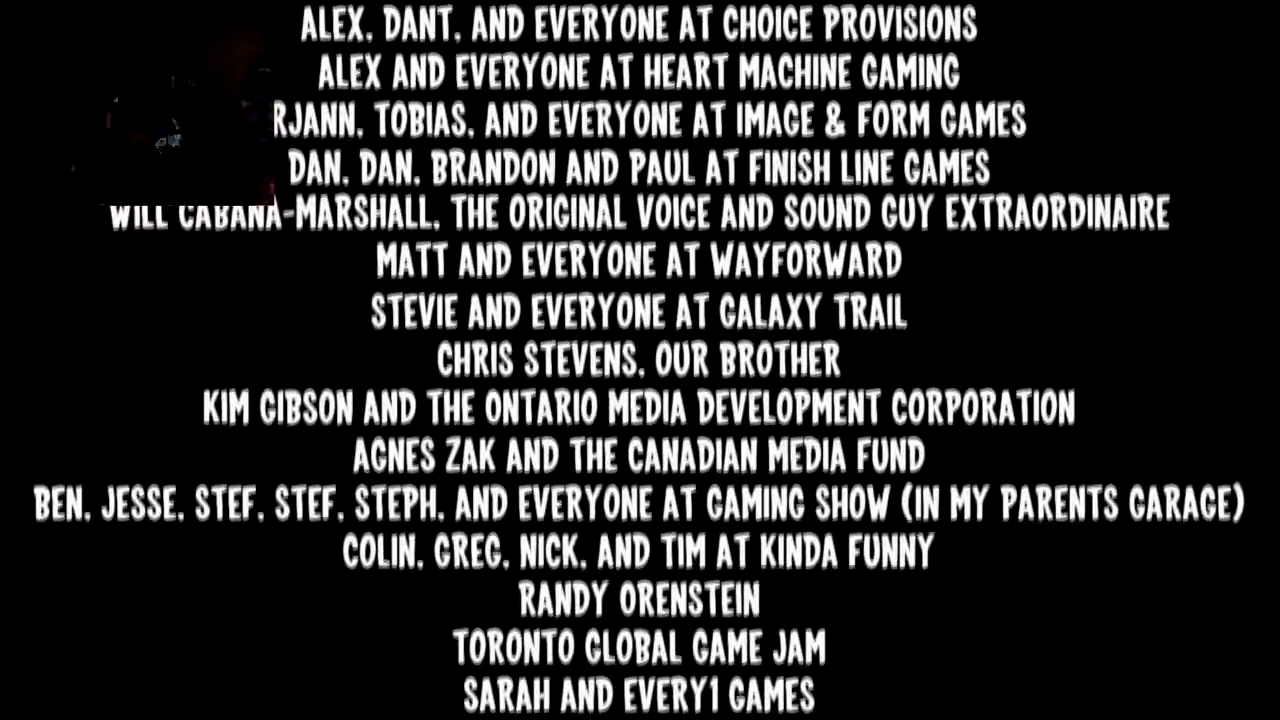 ALEX, DANT, AND EVERYONE AT CHOICE PROVISIONS
ALEX AND EVERYONE AT HEART MACHINE GAMING
RJANN, TOBIAS, AND EVERYONE AT IMAGE & FORM GAMES
DAN, DAN, BRANDON AND PAUL AT FINISH LINE GAMES
WILL CABANA-MARSHALL, THE ORIGINAL VOICE AND SOUND GUY EXTRAORDINAIRE
MATT AND EVERYONE AT WAYFORWARD
STEVIE AND EVERYONE AT GALAXY TRAIL
CHRIS STEVENS, OUR BROTHER
KIM GIBSON AND THE ONTARIO MEDIA DEVELOPMENT CORPORATION
AGNES ZAK AND THE CANADIAN MEDIA FUND
BEN, JESSE, STEF, STEF, STEPH, AND EVERYONE AT GAMING SHOW (IN MY PARENTS GARAGE)
COLIN, GREG, NICK, AND TIM AT KINDA FUNNY
RANDY ORENSTEIN
TORONTO GLOBAL GAME JAM
SARAH AND EVERY1 GAMES